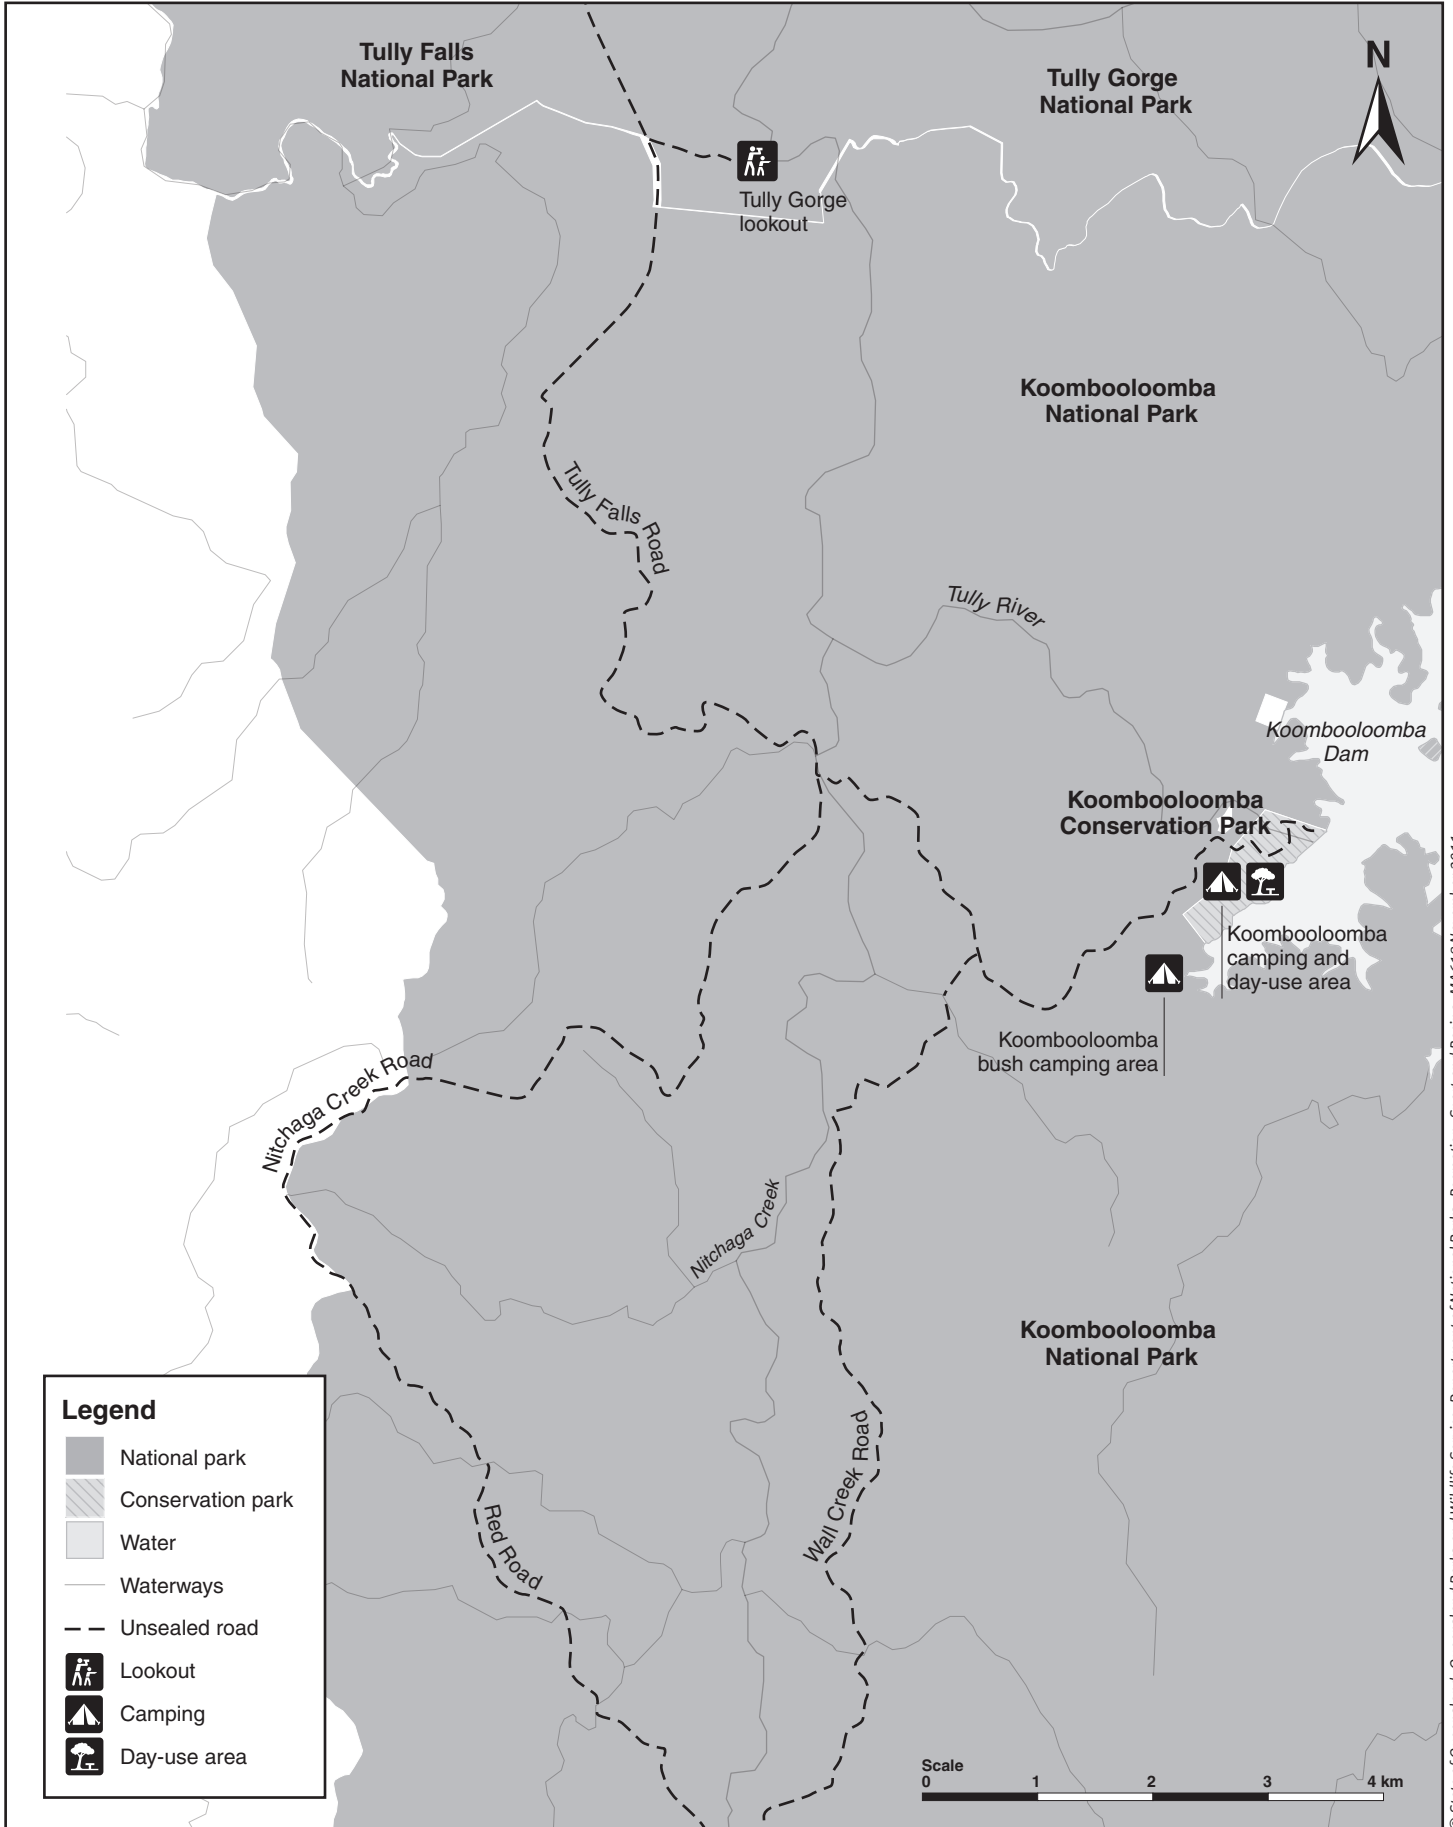 Tully Falls
National Park
Tully Gorge
National Park
N
Tully Gorge
lookout
Koombooloomba
National Park
Tully Falls Road
Tully River
Koombooloomba
Dam
Koombooloomba
Conservation Park
Koombooloomba
camping and
day-use area
Koombooloomba
bush camping area
Nitchaga Creek Road
Nitchaga Creek
Koombooloomba
National Park
Wall Creek Road
Red Road
Legend
National park
Conservation park
Water
Waterways
Unsealed road
Lookout
Camping
Day-use area
Scale
0 1 2 3 4 km